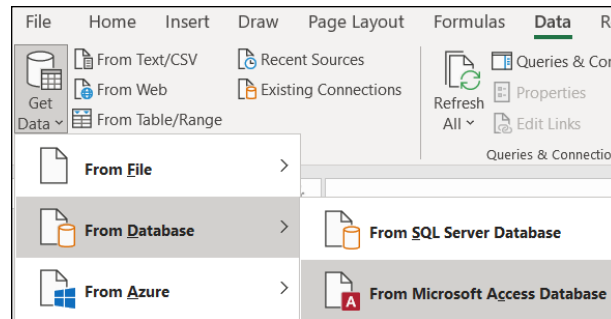 File Home Insert Draw Page Layout Formulas Data
From Text/CSV Recent Sources Queries &
From Web Existing Connections Properties
Get Data From Table/Range Refresh All Edit Links
Queries &
From File
From Database From SQL Server Database
From Azure From Microsoft Access Database
A